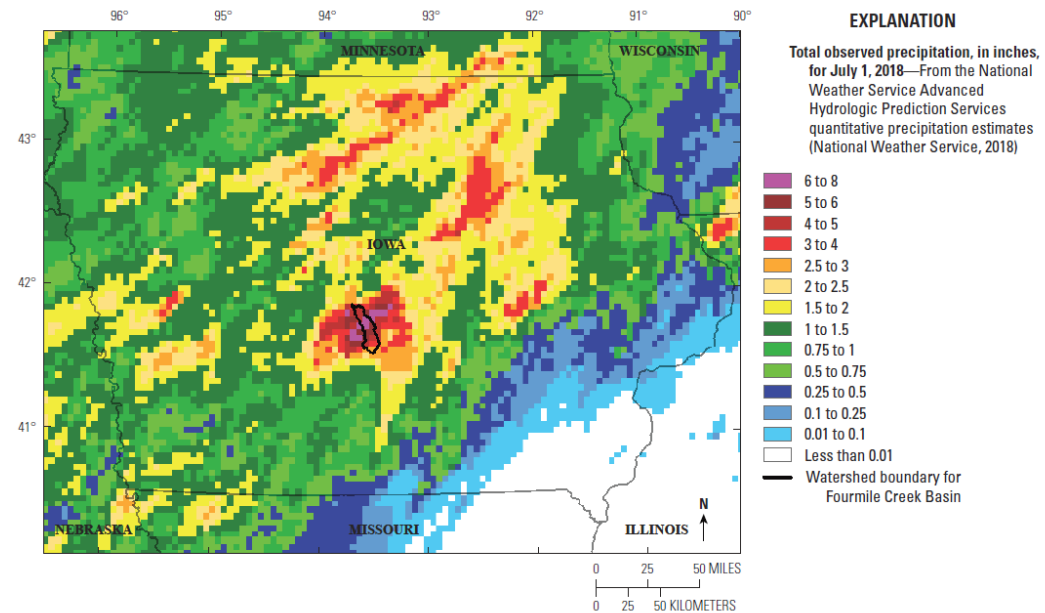 96° 95° 94° 93° 92° 91° 90°
MINNESOTA WISCONSIN
43°
IOWA
42°
41°
NEBRASKA MISSOURI ILLINOIS
N
0 25 50 MILES
0 25 50 KILOMETERS
EXPLANATION
Total observed precipitation, in inches,
for July 1, 2018—From the National
Weather Service Advanced
Hydrologic Prediction Services
quantitative precipitation estimates
(National Weather Service, 2018)
6 to 8
5 to 6
4 to 5
3 to 4
2.5 to 3
2 to 2.5
1.5 to 2
1 to 1.5
0.75 to 1
0.5 to 0.75
0.25 to 0.5
0.1 to 0.25
0.01 to 0.1
Less than 0.01
Watershed boundary for
Fourmile Creek Basin